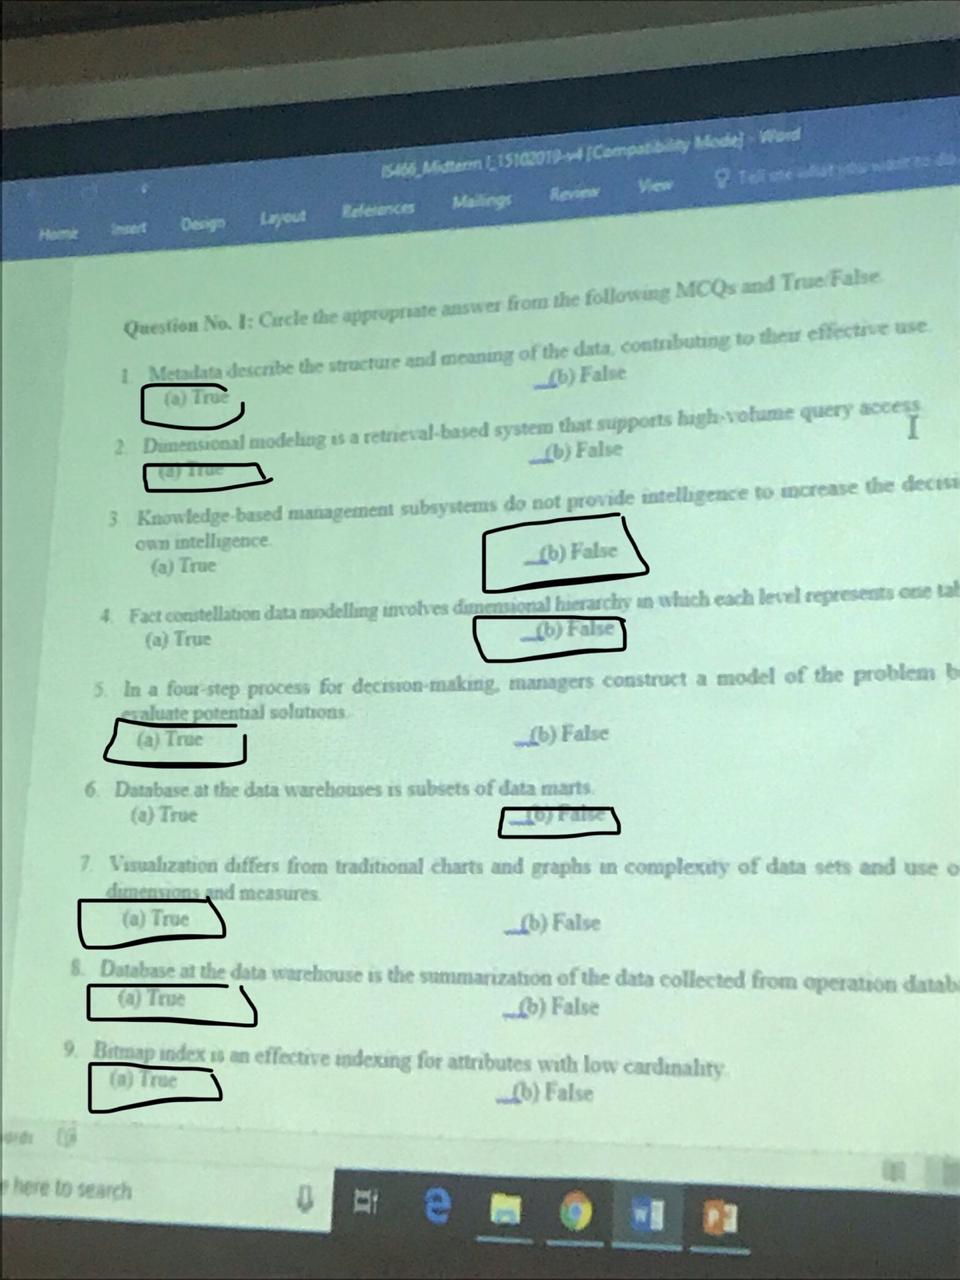 IS466_Midterm I_15102019-v4 [Compatibility Mode] - Word
Home Insert Design Layout References Mailings Review View Tell me what you want to do
Question No. 1: Circle the appropriate answer from the following MCQs and True/False.
1. Metadata describe the structure and meaning of the data, contributing to their effective use.
(a) True (b) False
2. Dimensional modeling is a retrieval-based system that supports high-volume query access.
(a) True (b) False
3. Knowledge-based management subsystems do not provide intelligence to increase the decisi
own intelligence.
(a) True (b) False
4. Fact constellation data modelling involves dimensional hierarchy in which each level represents one tab
(a) True (b) False
5. In a four-step process for decision-making, managers construct a model of the problem b
evaluate potential solutions.
(a) True (b) False
6. Database at the data warehouses is subsets of data marts.
(a) True (b) False
7. Visualization differs from traditional charts and graphs in complexity of data sets and use o
dimensions and measures.
(a) True (b) False
8. Database at the data warehouse is the summarization of the data collected from operation datab
(a) True (b) False
9. Bitmap index is an effective indexing for attributes with low cardinality.
(a) True (b) False
ords
e here to search